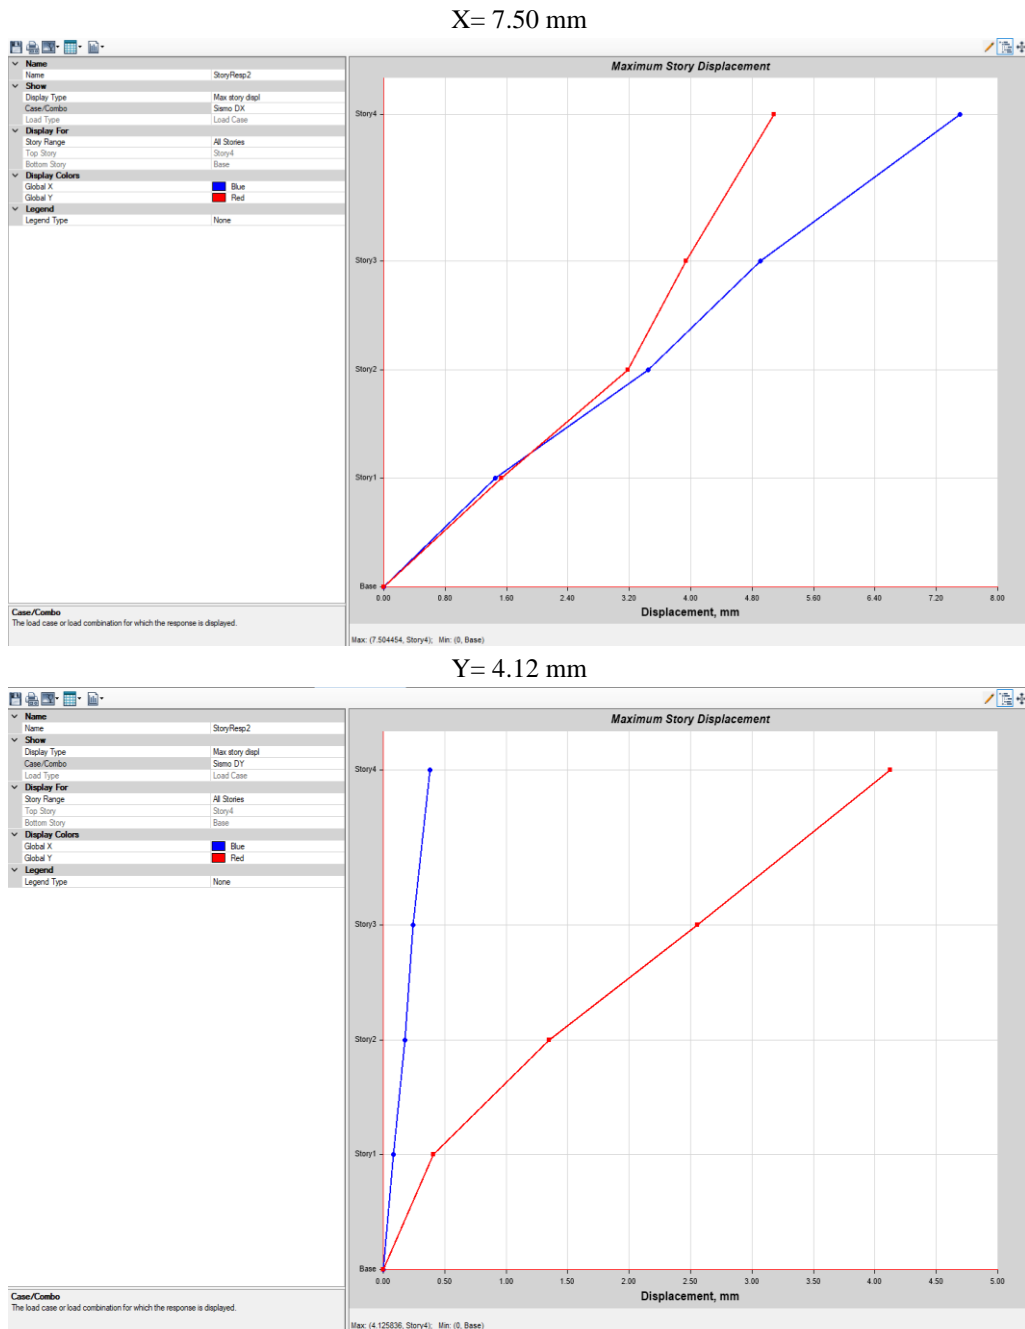 X= 7.50 mm
Name
Name StoryResp2
Show
Display Type Max story displ
Case/Combo Sismo DX
Load Type Load Case
Display For
Story Range All Stories
Top Story Story4
Bottom Story Base
Display Colors
Global X Blue
Global Y Red
Legend
Legend Type None
Case/Combo
The load case or load combination for which the response is displayed.
Maximum Story Displacement
Story4
Story3
Story2
Story1
Base
0.00 0.80 1.60 2.40 3.20 4.00 4.80 5.60 6.40 7.20 8.00
Displacement, mm
Max: (7.504454, Story4); Min: (0, Base)
Y= 4.12 mm
Name
Name StoryResp2
Show
Display Type Max story displ
Case/Combo Sismo DY
Load Type Load Case
Display For
Story Range All Stories
Top Story Story4
Bottom Story Base
Display Colors
Global X Blue
Global Y Red
Legend
Legend Type None
Case/Combo
The load case or load combination for which the response is displayed.
Maximum Story Displacement
Story4
Story3
Story2
Story1
Base
0.00 0.50 1.00 1.50 2.00 2.50 3.00 3.50 4.00 4.50 5.00
Displacement, mm
Max: (4.125836, Story4); Min: (0, Base)